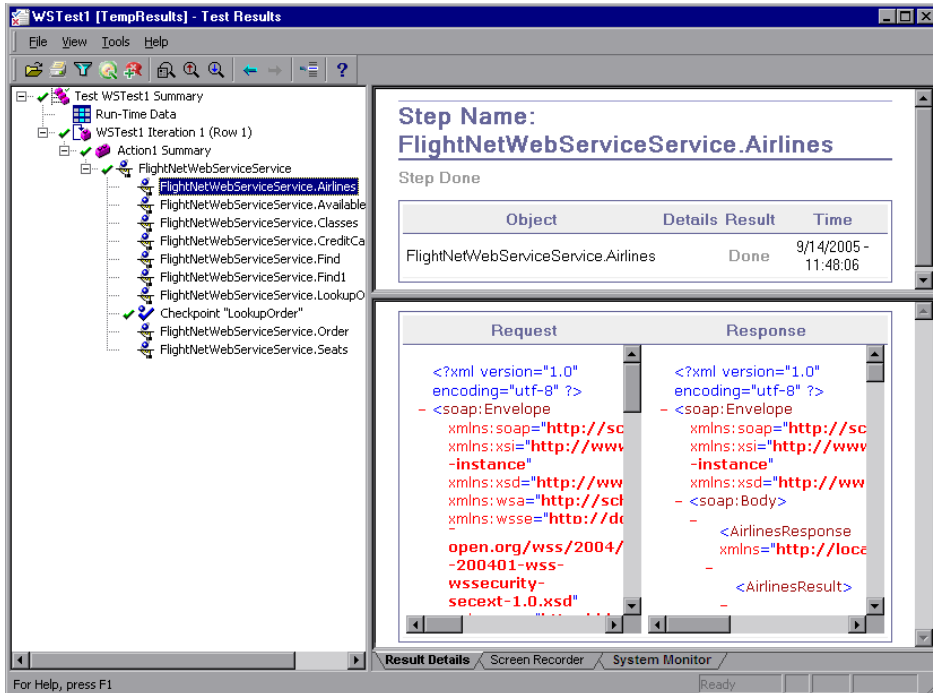 WSTest1 [TempResults] - Test Results
File View Tools Help
Test WSTest1 Summary
Run-Time Data
WSTest1 Iteration 1 (Row 1)
Action1 Summary
FlightNetWebServiceService
FlightNetWebServiceService.Airlines
FlightNetWebServiceService.Available
FlightNetWebServiceService.Classes
FlightNetWebServiceService.CreditCa
FlightNetWebServiceService.Find
FlightNetWebServiceService.Find1
FlightNetWebServiceService.LookupO
Checkpoint "LookupOrder"
FlightNetWebServiceService.Order
FlightNetWebServiceService.Seats
Step Name:
FlightNetWebServiceService.Airlines
Step Done
Object Details Result Time
FlightNetWebServiceService.Airlines Done 9/14/2005 -
11:48:06
Request
<?xml version="1.0"
encoding="utf-8" ?>
- <soap:Envelope
xmlns:soap="http://sc
xmlns:xsi="http://www
-instance"
xmlns:xsd="http://ww
xmlns:wsa="http://sch
xmlns:wsse="http://do
-
open.org/wss/2004/
-200401-wss-
wssecurity-
secext-1.0.xsd"
Response
<?xml version="1.0"
encoding="utf-8" ?>
- <soap:Envelope
xmlns:soap="http://sc
xmlns:xsi="http://www
-instance"
xmlns:xsd="http://ww
- <soap:Body>
-
<AirlinesResponse
xmlns="http://loca
-
<AirlinesResult>
-
Result Details Screen Recorder System Monitor
For Help, press F1
Ready